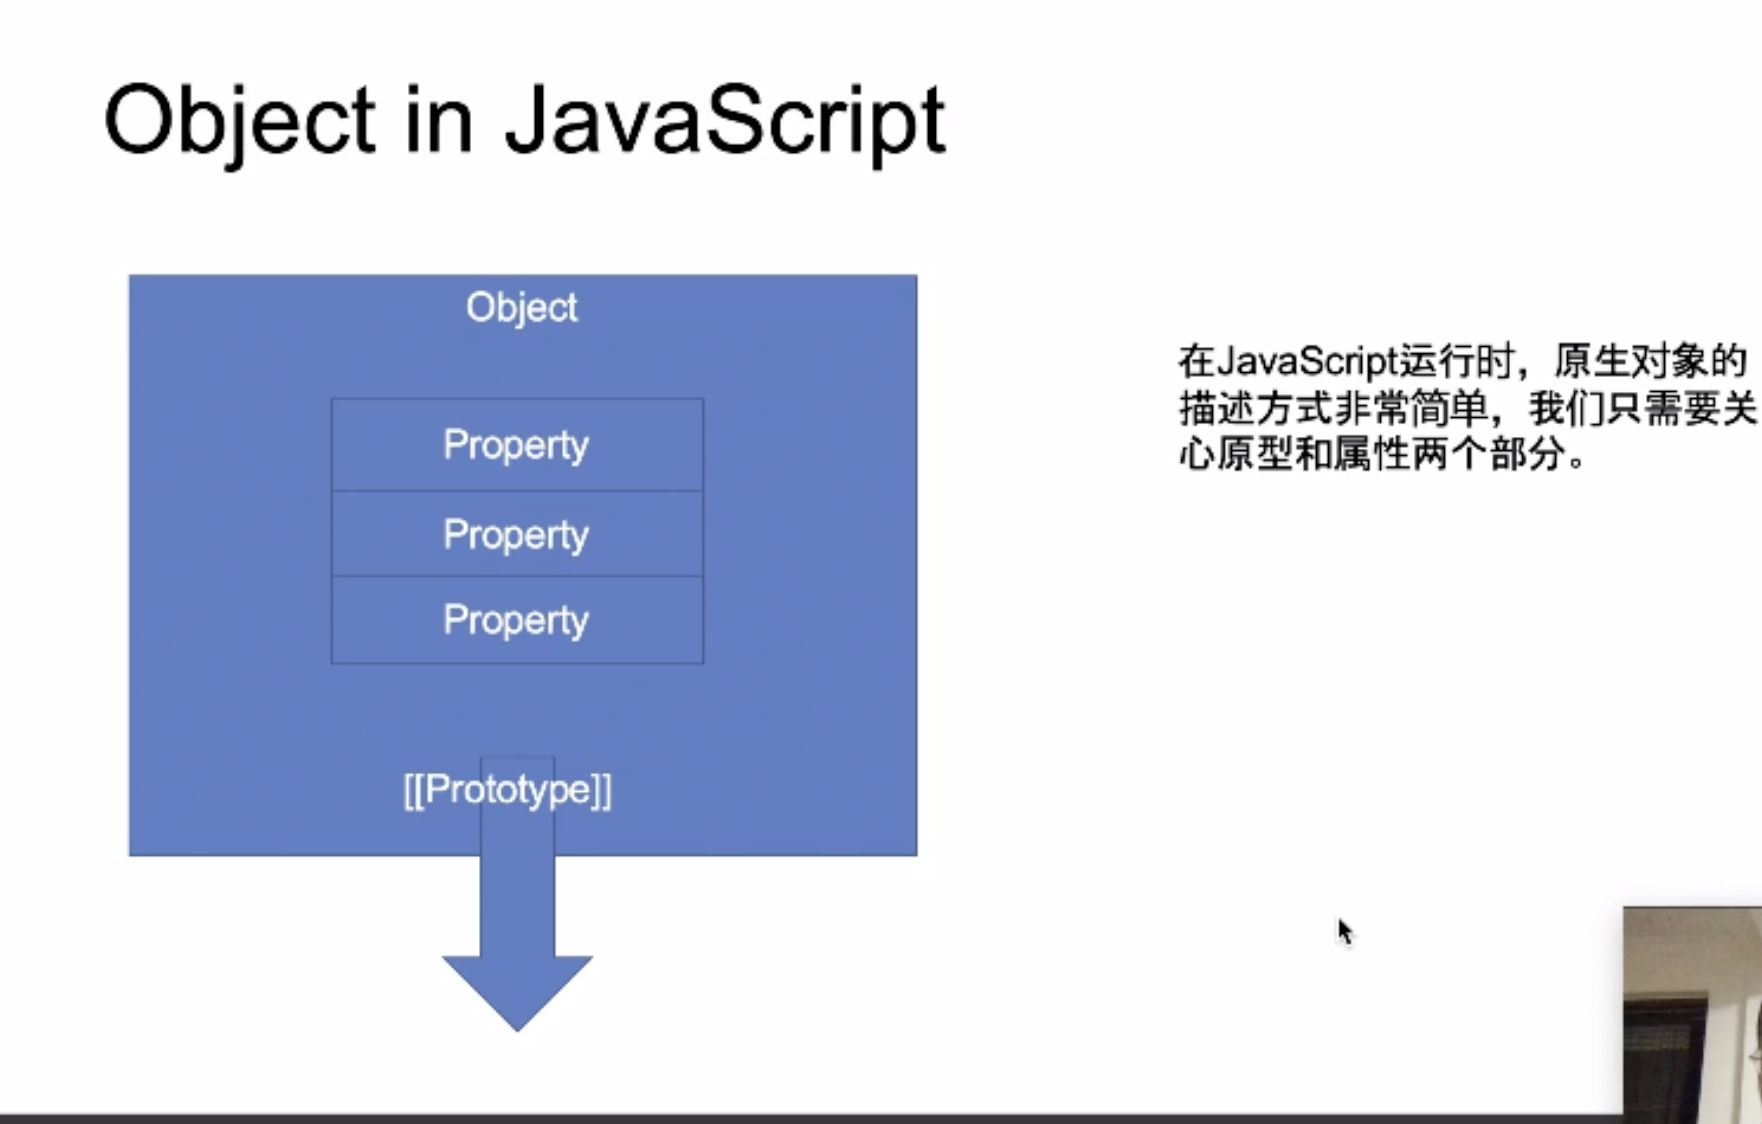 Object in JavaScript
Object
Property
Property
Property
[[Prototype]]
在JavaScript运行时，原生对象的
描述方式非常简单，我们只需要关
心原型和属性两个部分。